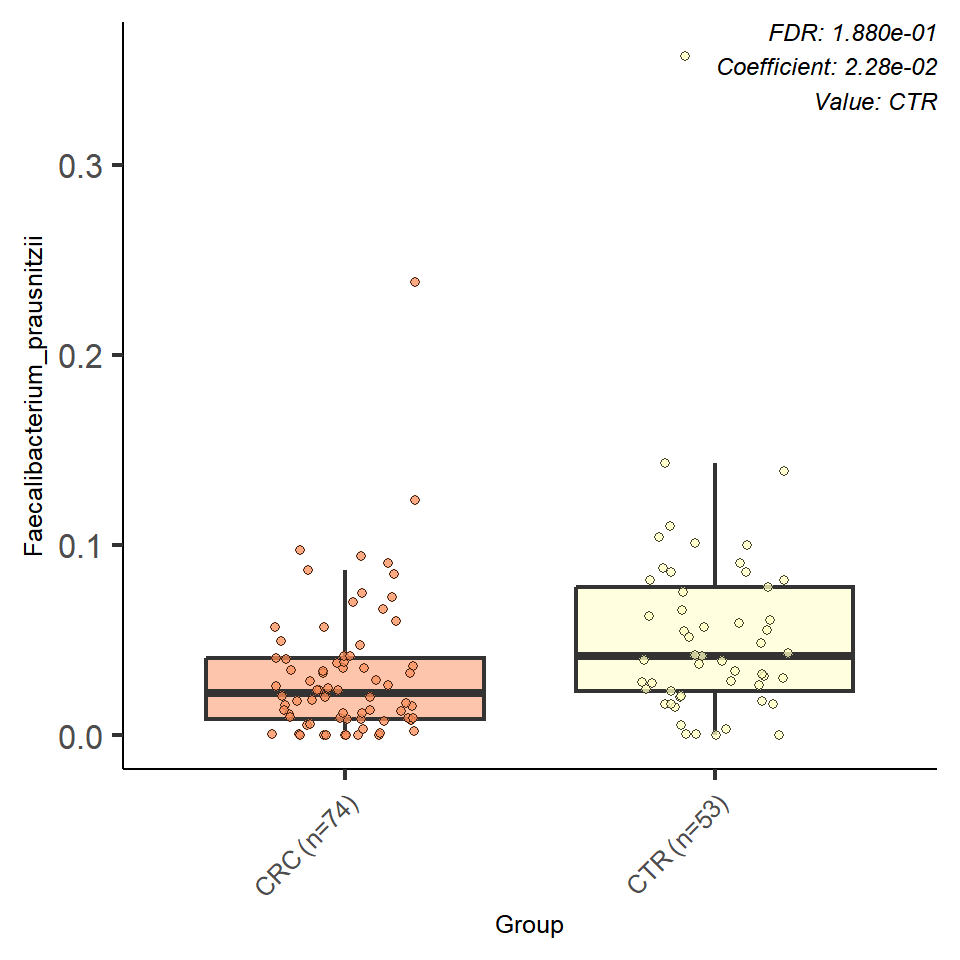 FDR: 1.880e-01
Coefficient: 2.28e-02
Value: CTR
0.3
0.2
0.1
0.0
Faecalibacterium_prausnitzii
CRC (n=74)
CTR (n=53)
Group